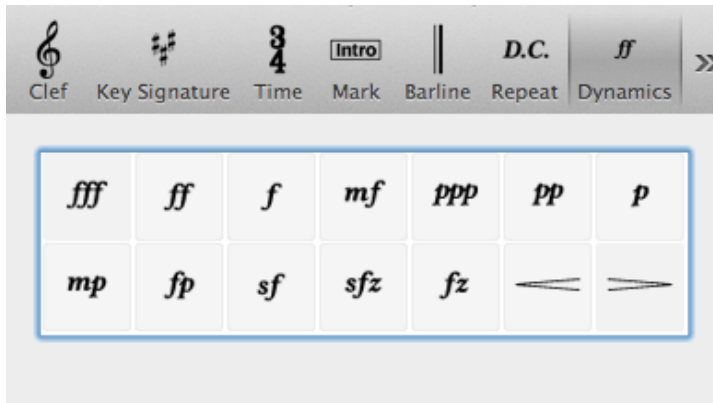 3
4
Intro
D.C.
ff
»
Clef Key Signature Time Mark Barline Repeat Dynamics
fff ff f mf ppp pp p
mp fp sf sfz fz